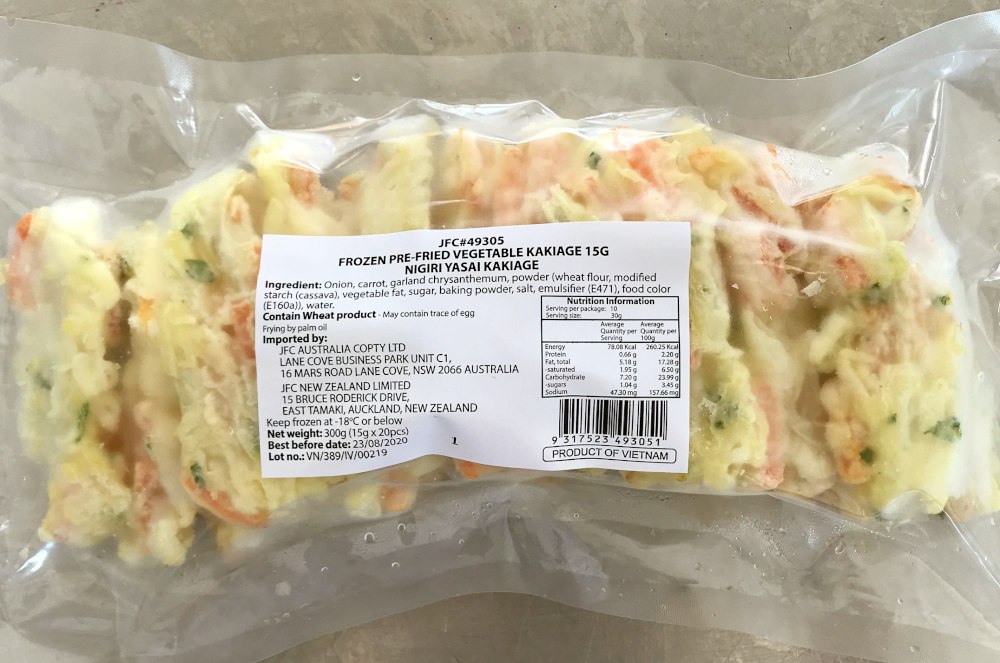 JFC#49305
FROZEN PRE-FRIED VEGETABLE KAKIAGE 15G
NIGIRI YASAI KAKIAGE
Ingredient: Onion, carrot, garland chrysanthemum, powder (wheat flour, modified
starch (cassava), vegetable fat, sugar, baking powder, salt, emulsifier (E471), food color
(E160a)), water.
Contain Wheat product - May contain trace of egg
Frying by palm oil
Imported by:
JFC AUSTRALIA COPTY LTD
LANE COVE BUSINESS PARK UNIT C1,
16 MARS ROAD LANE COVE, NSW 2066 AUSTRALIA
JFC NEW ZEALAND LIMITED
15 BRUCE RODERICK DRIVE,
EAST TAMAKI, AUCKLAND, NEW ZEALAND
Keep frozen at -18°C or below
Net weight: 300g (15g x 20pcs)
Best before date: 23/08/2020
Lot no.: VN/389/IV/00219
1
Nutrition Information
Serving per package: 10
Serving size: 30g
Average Average
Quantity per Quantity per
Serving 100g
Energy 78.08 Kcal 260.25 Kcal
Protein 0.66 g 2.20 g
Fat, total 5.18 g 17.28 g
-saturated 1.95 g 6.50 g
Carbohydrate 7.20 g 23.99 g
-sugars 1.04 g 3.45 g
Sodium 47.30 mg 157.66 mg
9 317523 493051
PRODUCT OF VIETNAM